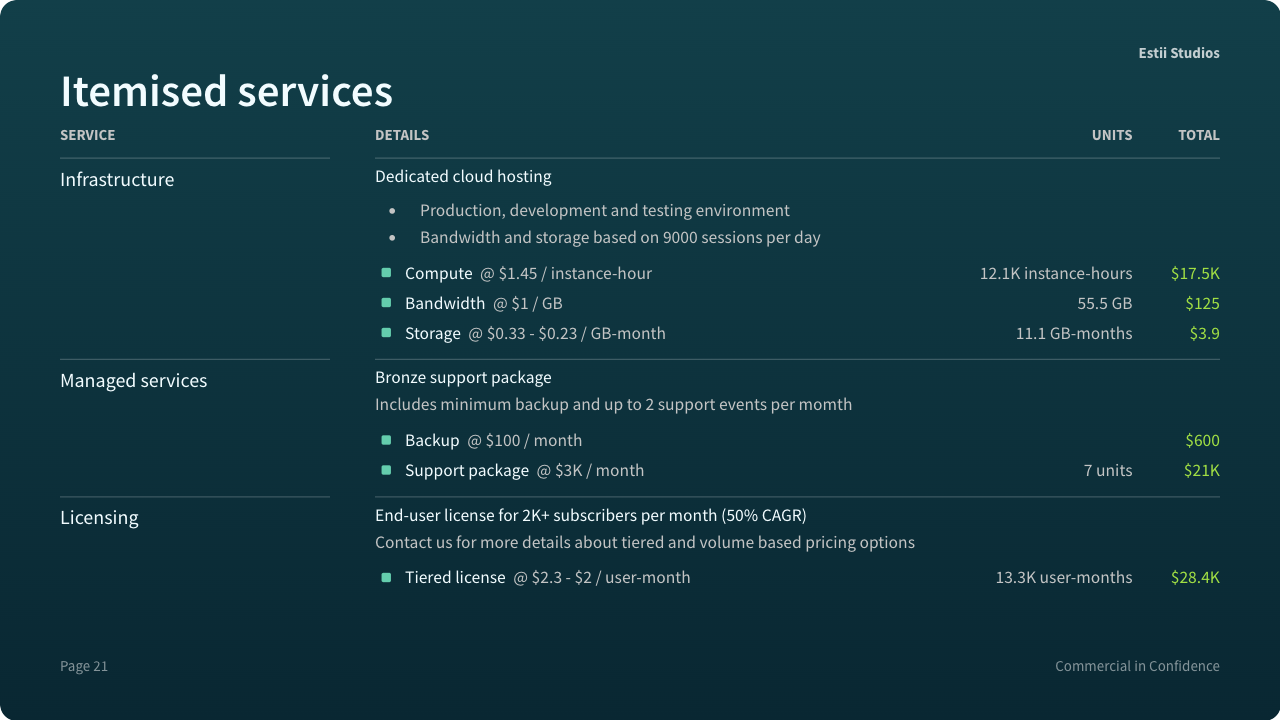 Estii Studios
Itemised services
SERVICE DETAILS UNITS TOTAL
Infrastructure Dedicated cloud hosting
• Production, development and testing environment
• Bandwidth and storage based on 9000 sessions per day
Compute @ $1.45 / instance-hour 12.1K instance-hours $17.5K
Bandwidth @ $1 / GB 55.5 GB $125
Storage @ $0.33 - $0.23 / GB-month 11.1 GB-months $3.9
Managed services Bronze support package
Includes minimum backup and up to 2 support events per momth
Backup @ $100 / month $600
Support package @ $3K / month 7 units $21K
Licensing End-user license for 2K+ subscribers per month (50% CAGR)
Contact us for more details about tiered and volume based pricing options
Tiered license @ $2.3 - $2 / user-month 13.3K user-months $28.4K
Page 21 Commercial in Confidence